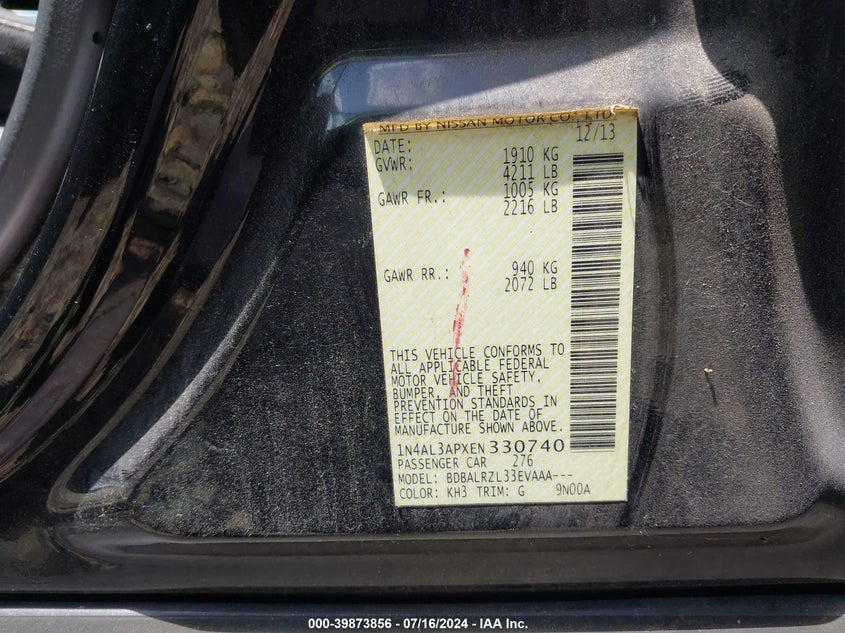 MFD BY NISSAN MOTOR CO., LTD.
DATE: 12/13
GVWR: 1910 KG
4211 LB
GAWR FR.: 1005 KG
2216 LB
GAWR RR.: 940 KG
2072 LB
THIS VEHICLE CONFORMS TO
ALL APPLICABLE FEDERAL
MOTOR VEHICLE SAFETY,
BUMPER, AND THEFT
PREVENTION STANDARDS IN
EFFECT ON THE DATE OF
MANUFACTURE SHOWN ABOVE.
1N4AL3APXEN330740
PASSENGER CAR 276
MODEL: BDBALRZL33EVAAA---
COLOR: KH3 TRIM: G 9N00A
000-39873856 - 07/16/2024 - IAA Inc.